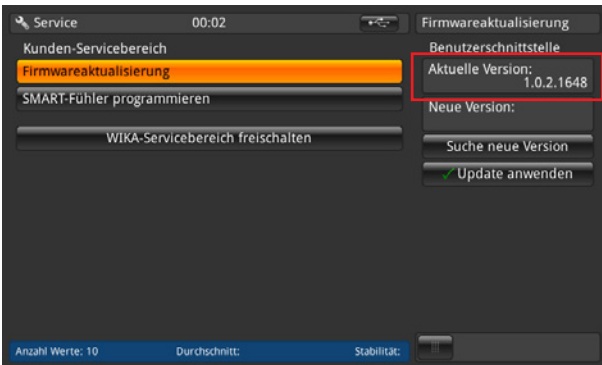 Service 00:02
Kunden-Servicebereich
Firmwareaktualisierung
SMART-Fühler programmieren
WIKA-Servicebereich freischalten
Anzahl Werte: 10 Durchschnitt: Stabilität:
Firmwareaktualisierung
Benutzerschnittstelle
Aktuelle Version:
1.0.2.1648
Neue Version:
Suche neue Version
Update anwenden